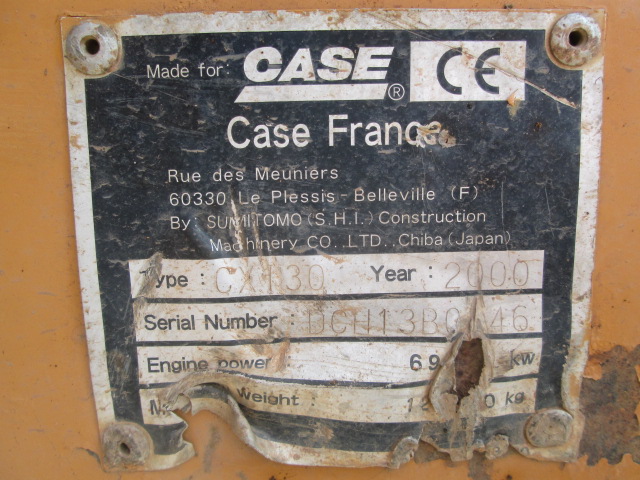 Made for: CASE ® CE
Case France
Rue des Meuniers
60330 Le Plessis-Belleville (F)
By: SUMITOMO (S.H.I.) Construction
Machinery CO.,LTD.,Chiba (Japan)
Type : CX130 Year : 2000
Serial Number :
Engine power kw
Weight: kg